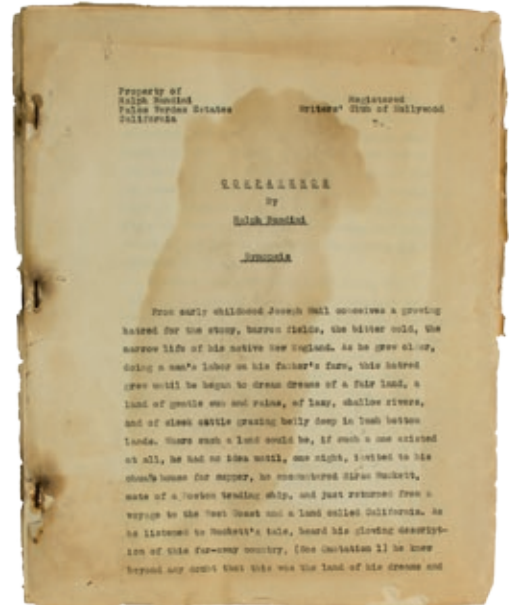 Property of
Ralph Bundini
Palos Verdes Estates
California
Registered
Writers' Club of Hollywood
By
Ralph Bundini
Synopsis
From early childhood Joseph conceives a growing
hatred for the stony, barren fields, the bitter cold, the
narrow life of his native New England. As he grew older,
doing a man's labor on his father's farm, this hatred
grew until he began to dream dreams of a fair land, a
land of gentle sun and rains, of lazy, shallow rivers,
and of sleek cattle grazing belly deep in lush bottom
lands. Where such a land could be, if such a one existed
at all, he had no idea until, one night, invited to his
house for supper, he encountered Hiram Muckett,
mate of a Boston trading ship, and just returned from a
voyage to the West Coast and a land called California. As
he listened to Muckett's tale, heard his glowing descript-
ion of this far-away country, (See Quotation 1) he knew
beyond any doubt that this was the land of his dreams and